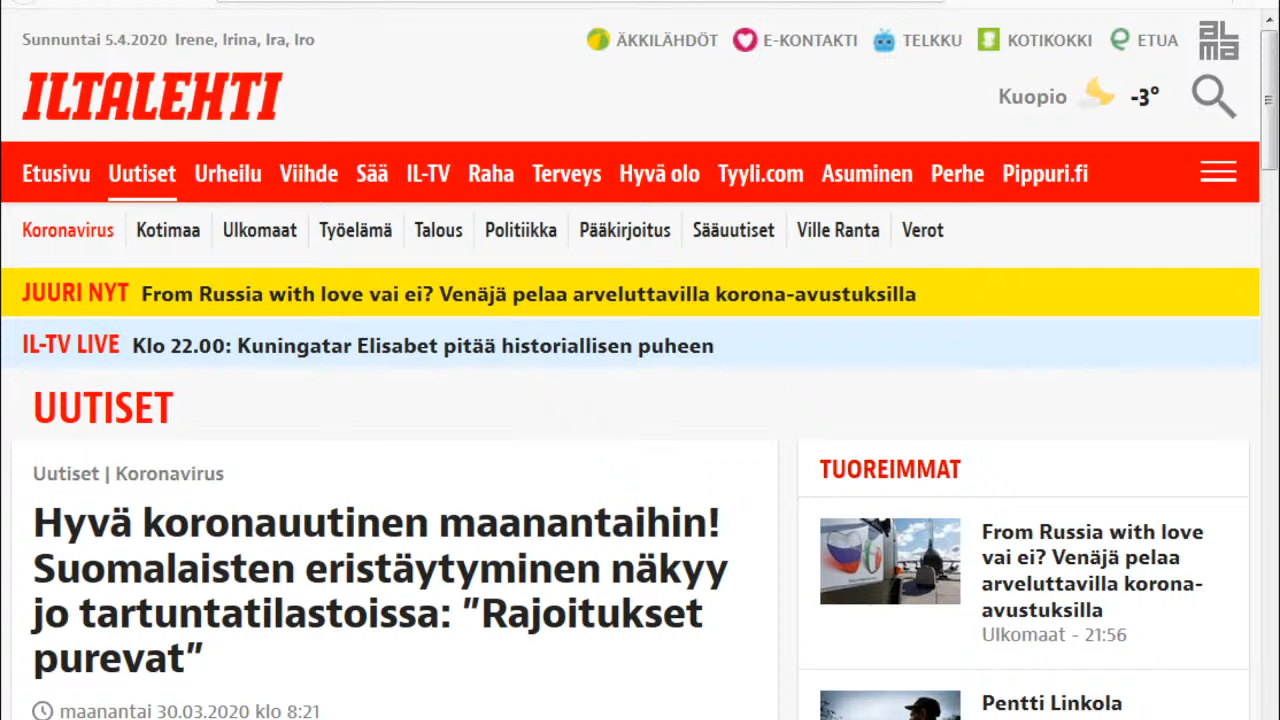 Sunnuntai 5.4.2020 Irene, Irina, Ira, Iro
ÄKKILÄHDÖT E-KONTAKTI TELKKU KOTIKOKKI ETUA
ALMA
ILTALEHTI
Kuopio -3°
Etusivu Uutiset Urheilu Viihde Sää IL-TV Raha Terveys Hyvä olo Tyyli.com Asuminen Perhe Pippuri.fi
Koronavirus Kotimaa Ulkomaat Työelämä Talous Politiikka Pääkirjoitus Sääuutiset Ville Ranta Verot
JUURI NYT From Russia with love vai ei? Venäjä pelaa arveluttavilla korona-avustuksilla
IL-TV LIVE Klo 22.00: Kuningatar Elisabet pitää historiallisen puheen
UUTISET
Uutiset | Koronavirus
Hyvä koronauutinen maanantaihin!
Suomalaisten eristäytyminen näkyy
jo tartuntatilastoissa: ”Rajoitukset
purevat”
maanantai 30.03.2020 klo 8:21
TUOREIMMAT
From Russia with love
vai ei? Venäjä pelaa
arveluttavilla korona-
avustuksilla
Ulkomaat - 21:56
Pentti Linkola